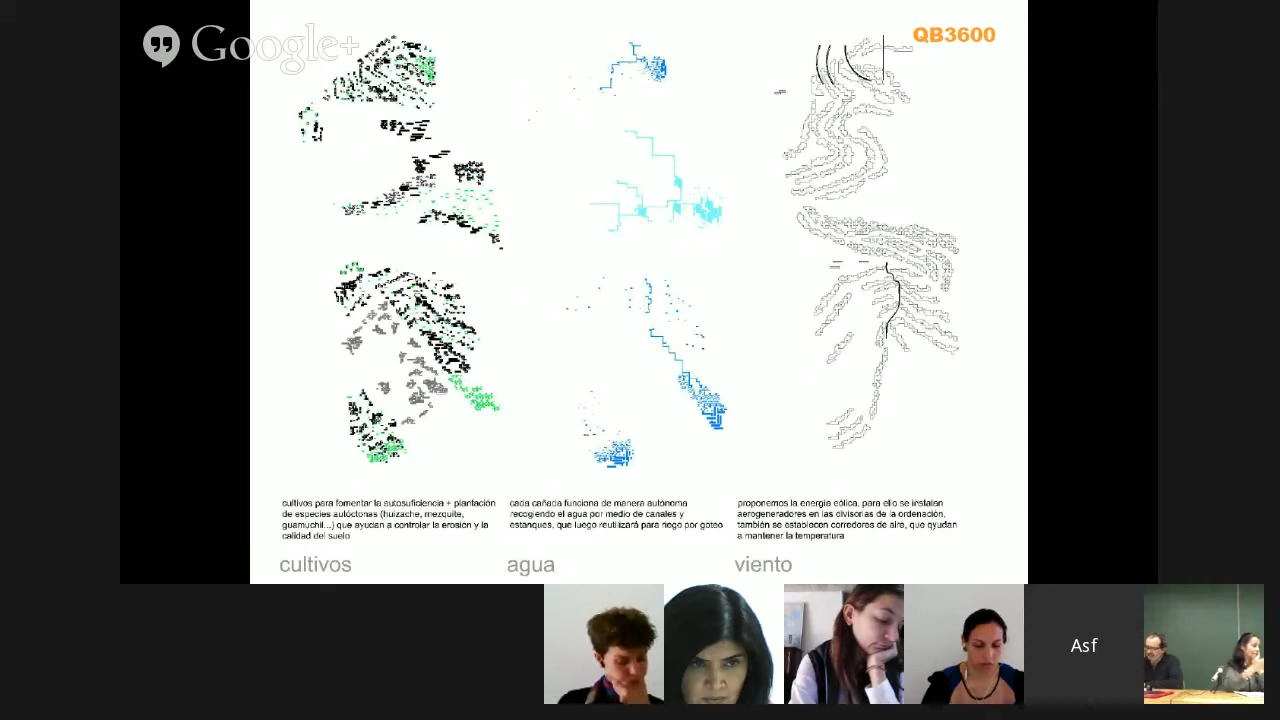 Google+
QB3600
cultivos para fomentar la autosuficiencia + plantación
de especies autóctonas (huizache, mezquite,
guamuchil...) que ayudan a controlar la erosión y la
calidad del suelo
cultivos
cada cañada funciona de manera autónoma
recogiendo el agua por medio de canales y
estanques, que luego reutilizará para riego por goteo
agua
proponemos la energía eólica, para ello se instalan
aerogeneradores en las divisorias de la ordenación,
también se establecen corredores de aire, que qyudan
a mantener la temperatura
viento
Asf